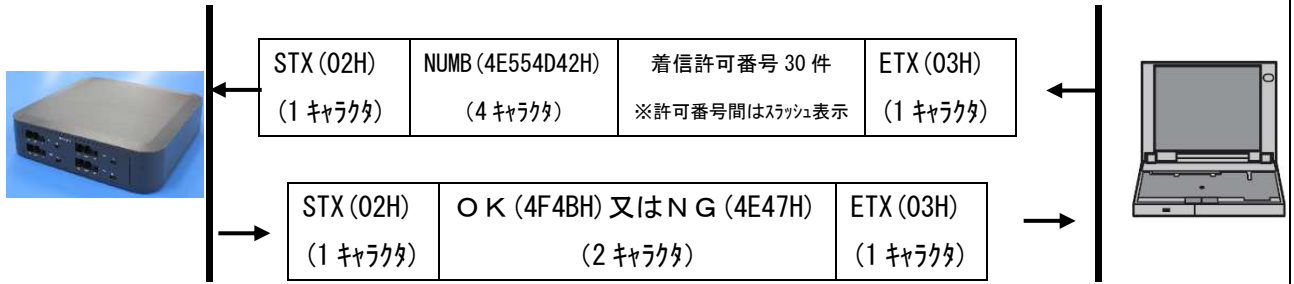 STX(02H) NUMB(4E554D42H) 着信許可番号 30 件 ETX(03H)
(1 ｷｬﾗｸﾀ) (4 ｷｬﾗｸﾀ) ※許可番号間はｽﾗｯｼｭ表示 (1 ｷｬﾗｸﾀ)
STX(02H) ＯＫ(4F4BH)又はＮＧ(4E47H) ETX(03H)
(1 ｷｬﾗｸﾀ) (2 ｷｬﾗｸﾀ) (1 ｷｬﾗｸﾀ)